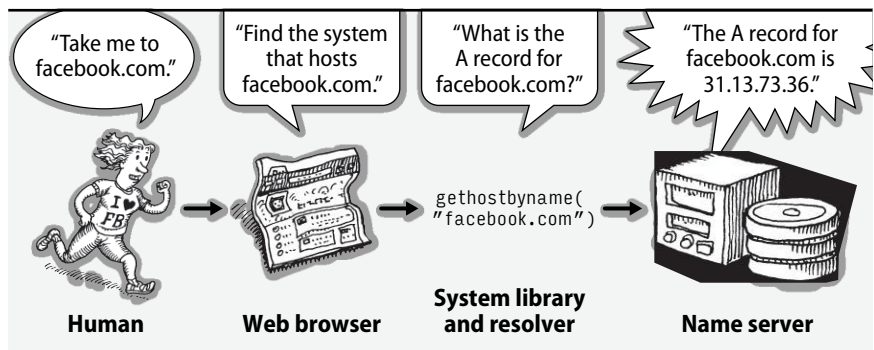 “Take me to
facebook.com.”
“Find the system
that hosts
facebook.com.”
“What is the
A record for
facebook.com?”
“The A record for
facebook.com is
31.13.73.36.”
I ♥
FB
gethostbyname(
"facebook.com")
Human
Web browser
System library
and resolver
Name server